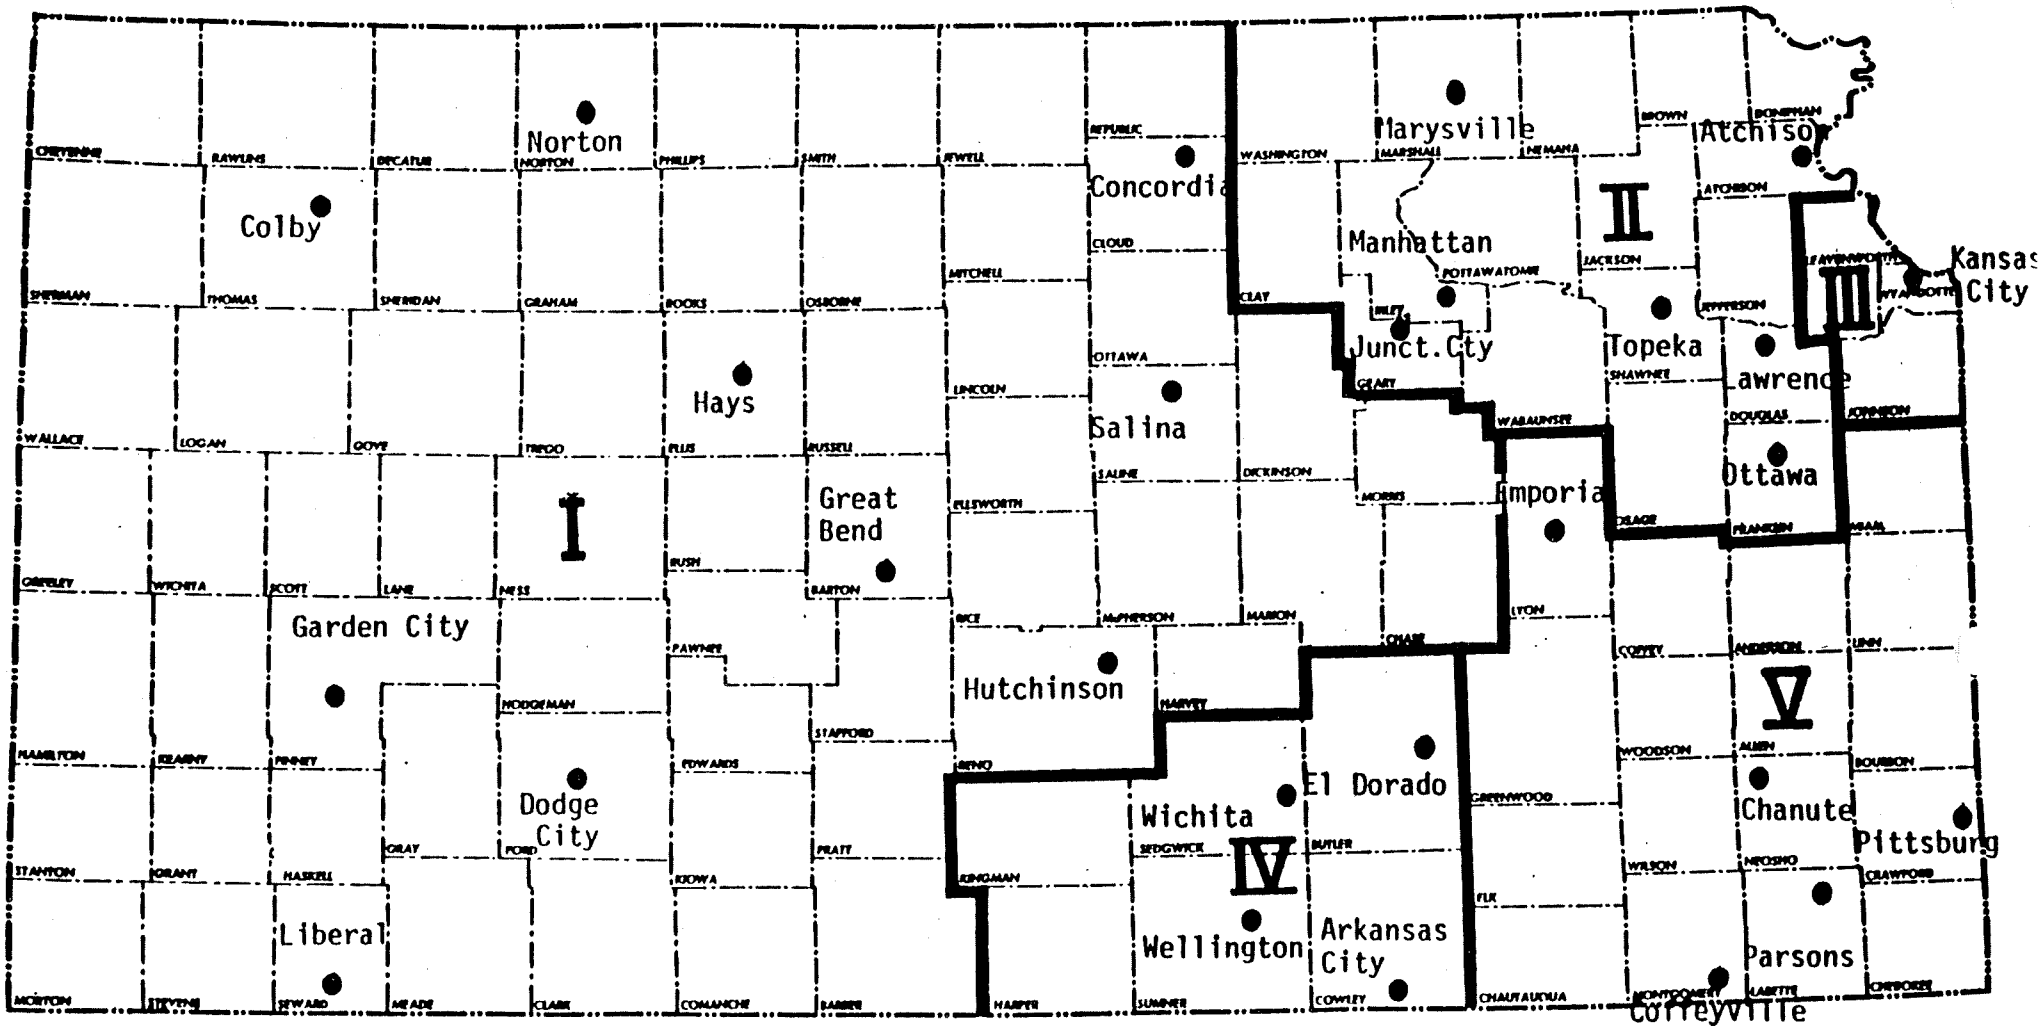 Norton
Marysville
Atchison
REPUBLIC
BROWN
DONIPHAN
CHEYENNE
RAWLINS
DECATUR
NORTON
PHILLIPS
SMITH
JEWELL
WASHINGTON
MARSHALL
NEMAHA
Concordia
ATCHISON
Colby
II
CLOUD
Manhattan
MITCHELL
POTTAWATOMIE
JACKSON
LEAVENWORTH
Kansas
City
SHERMAN
THOMAS
SHERIDAN
GRAHAM
ROOKS
OSBORNE
CLAY
RILEY
JEFFERSON
III
WYANDOTTE
OTTAWA
Junct.Cty
Topeka
SHAWNEE
Lawrence
Hays
LINCOLN
GEARY
Salina
WABAUNSEE
DOUGLAS
JOHNSON
WALLACE
LOGAN
GOVE
TREGO
ELLIS
RUSSELL
SALINE
DICKINSON
Ottawa
Great
Bend
ELLSWORTH
MORRIS
Emporia
I
OSAGE
FRANKLIN
MIAMI
RUSH
GREELEY
WICHITA
SCOTT
LANE
NESS
BARTON
Garden City
RICE
McPHERSON
MARION
LYON
PAWNEE
CHASE
COFFEY
ANDERSON
LINN
Hutchinson
HODGEMAN
HARVEY
V
STAFFORD
HAMILTON
KEARNY
FINNEY
EDWARDS
RENO
WOODSON
ALLEN
BOURBON
Dodge
City
El Dorado
GREENWOOD
Wichita
Chanute
Pittsburg
GRAY
FORD
PRATT
SEDGWICK
BUTLER
IV
STANTON
GRANT
HASKELL
KIOWA
KINGMAN
WILSON
NEOSHO
CRAWFORD
ELK
Liberal
Wellington
Arkansas
City
Parsons
MORTON
STEVENS
SEWARD
MEADE
CLARK
COMANCHE
BARBER
HARPER
SUMNER
COWLEY
CHAUTAUQUA
MONTGOMERY
LABETTE
CHEROKEE
Coffeyville